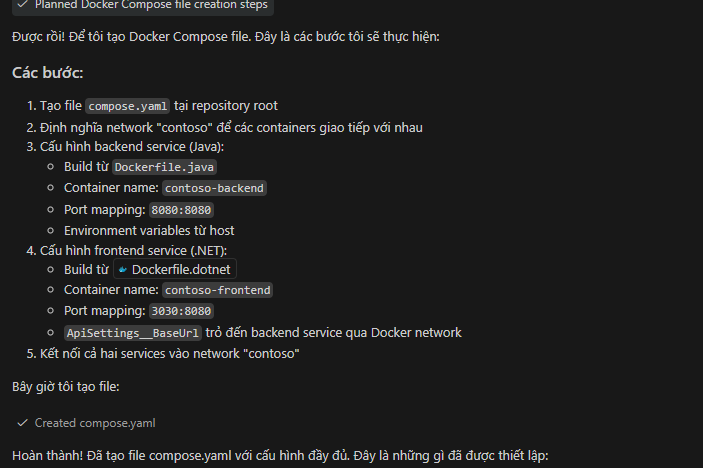 Planned Docker Compose file creation steps
Được rồi! Để tôi tạo Docker Compose file. Đây là các bước tôi sẽ thực hiện:
Các bước:
1. Tạo file compose.yaml tại repository root
2. Định nghĩa network "contoso" để các containers giao tiếp với nhau
3. Cấu hình backend service (Java):
Build từ Dockerfile.java
Container name: contoso-backend
Port mapping: 8080:8080
Environment variables từ host
4. Cấu hình frontend service (.NET):
Build từ Dockerfile.dotnet
Container name: contoso-frontend
Port mapping: 3030:8080
ApiSettings__BaseUrl trỏ đến backend service qua Docker network
5. Kết nối cả hai services vào network "contoso"
Bây giờ tôi tạo file:
Created compose.yaml
Hoàn thành! Đã tạo file compose.yaml với cấu hình đầy đủ. Đây là những gì đã được thiết lập: